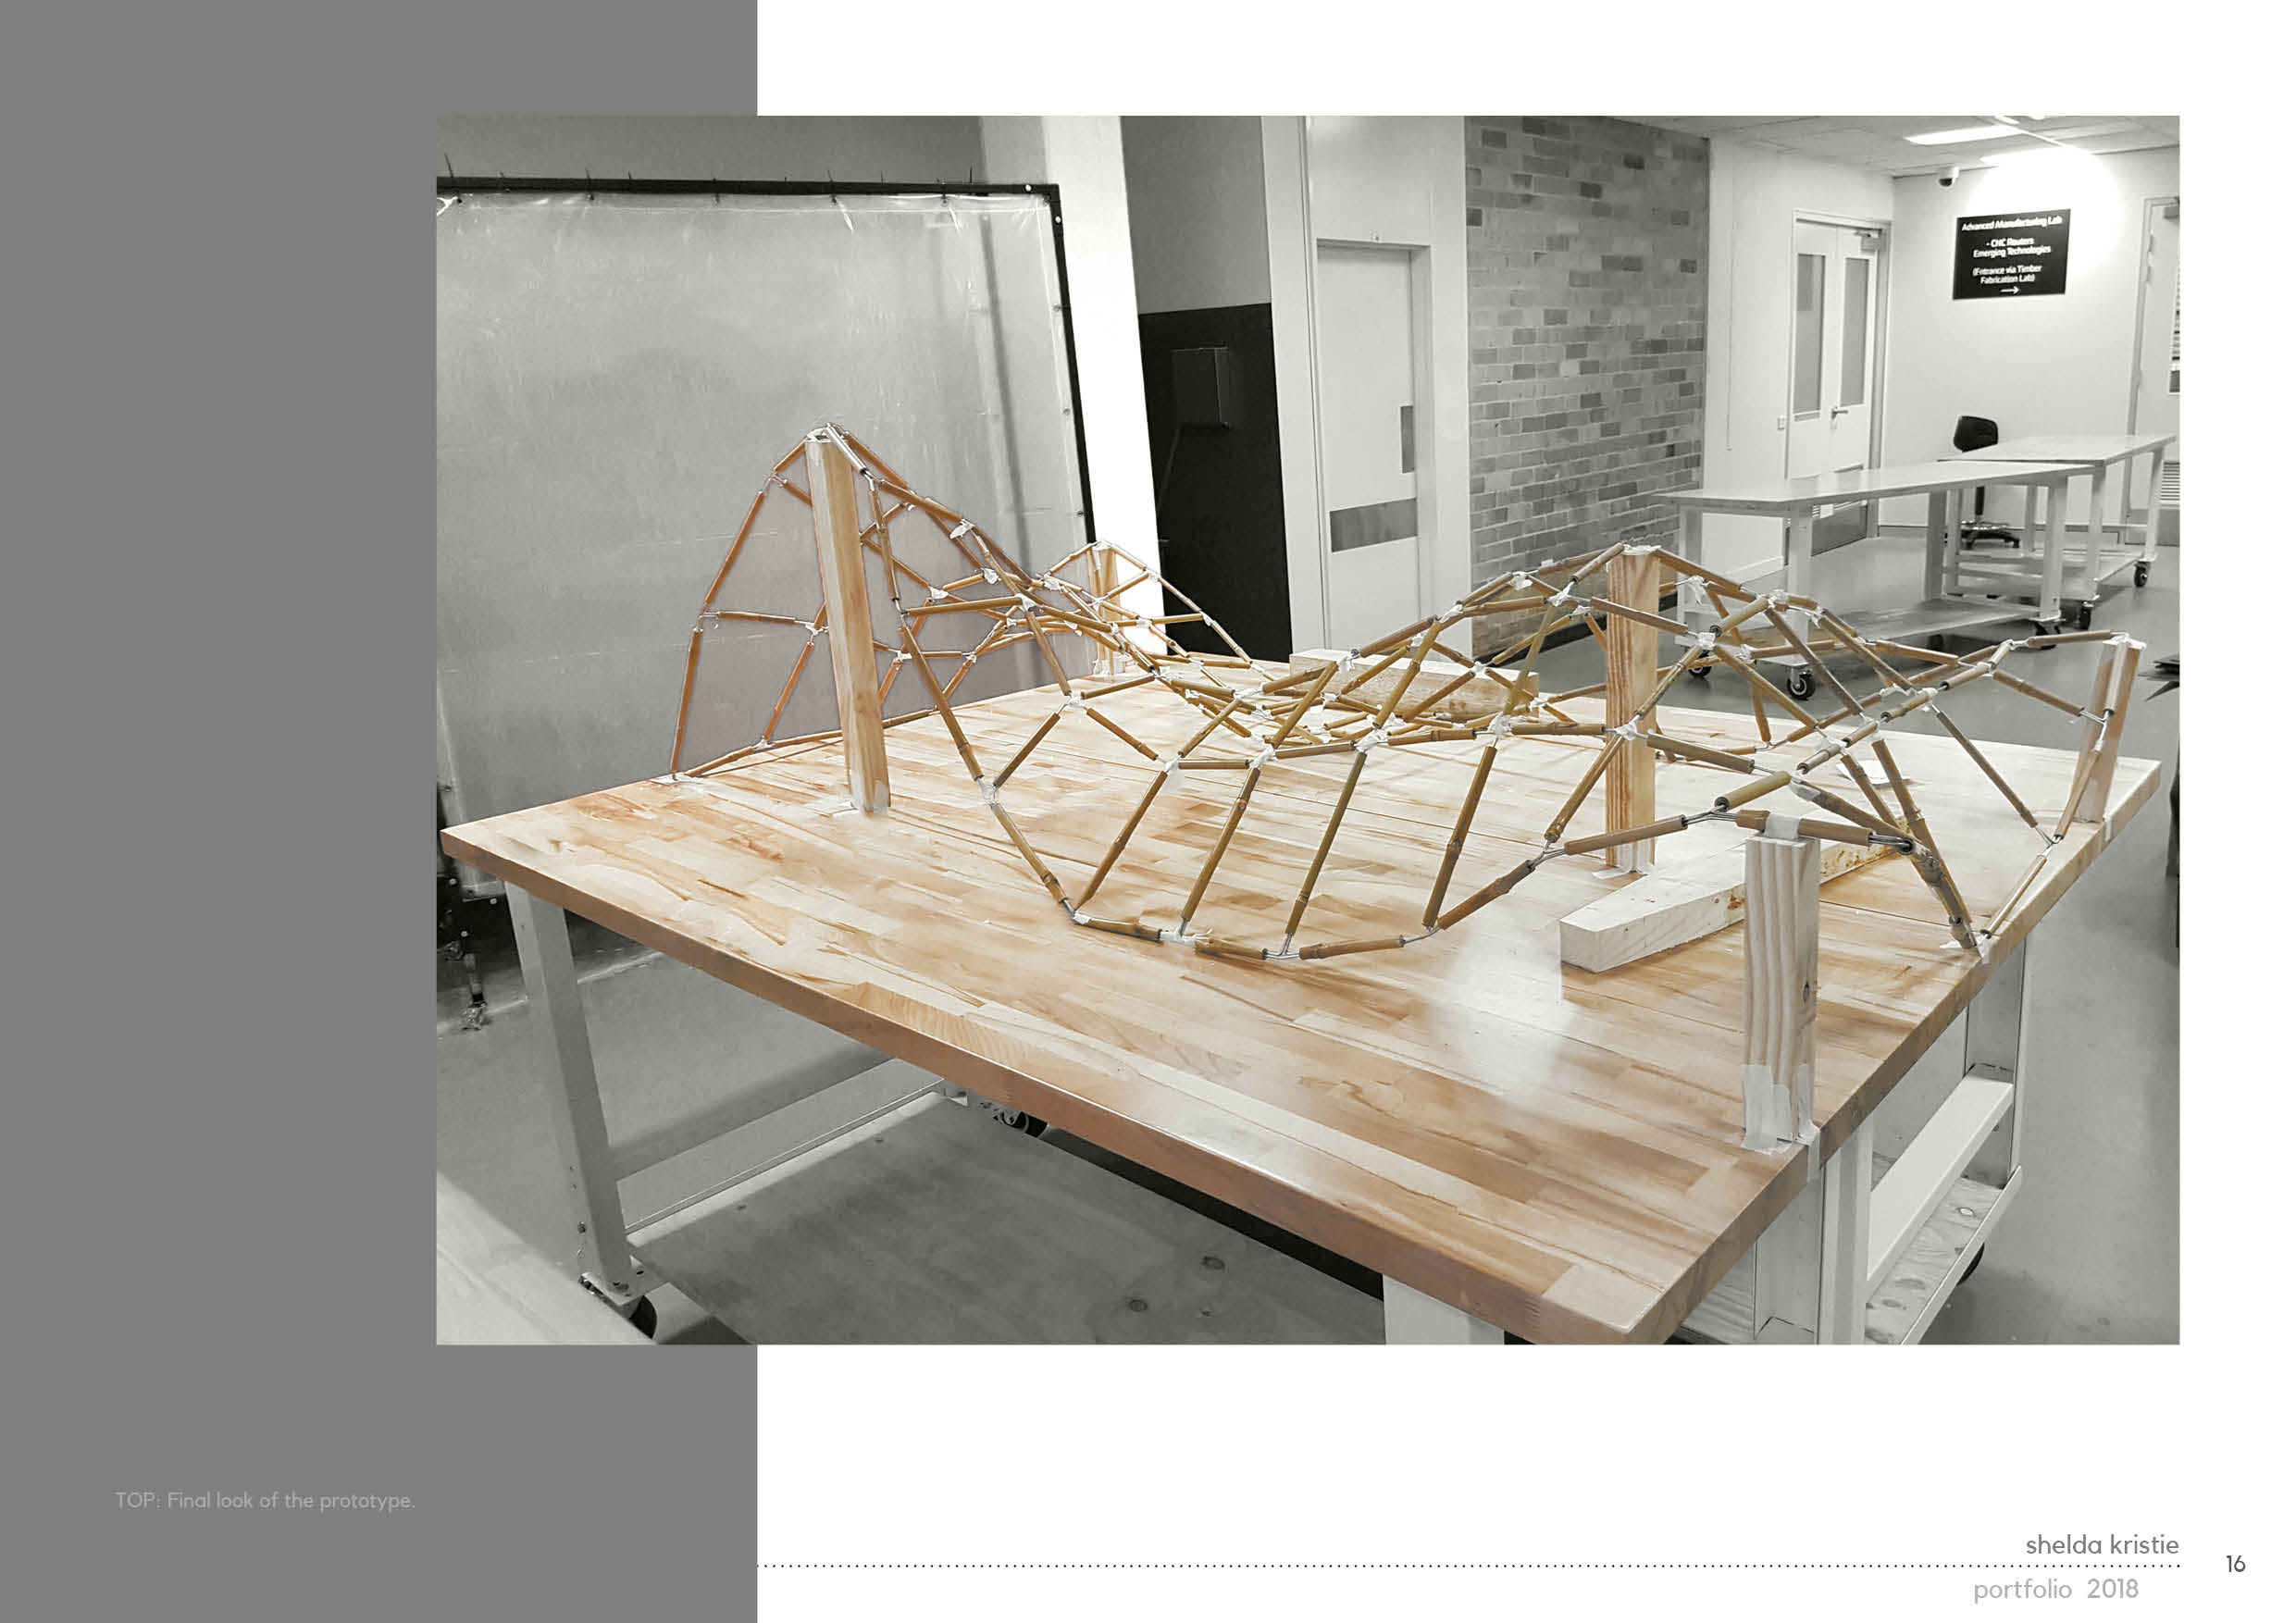 Advanced Manufacturing Lab
- CNC Routers
Emerging Technologies
(Entrance via Timber
Fabrication Lab)
TOP: Final look of the prototype.
shelda kristie
16
portfolio 2018